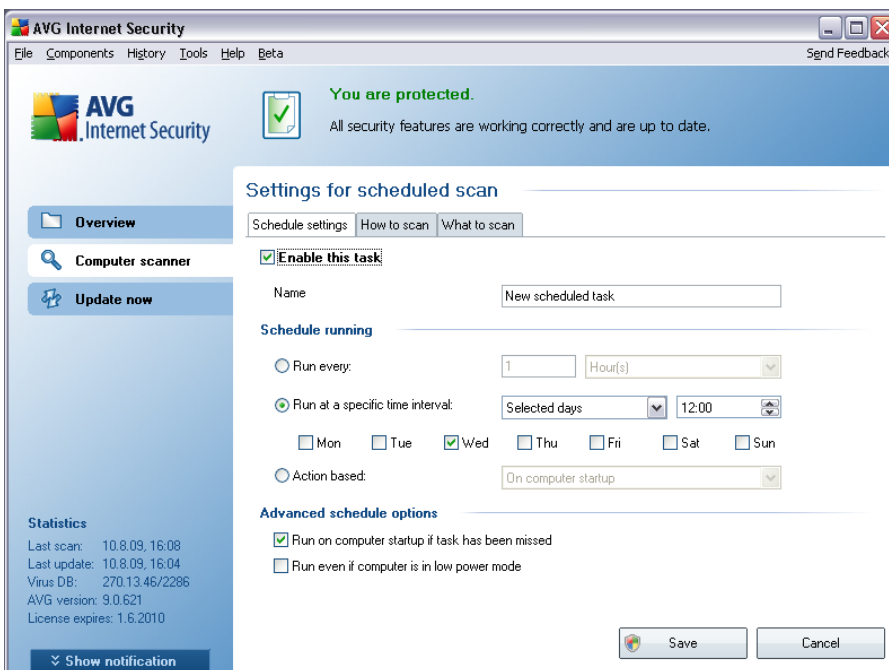 AVG Internet Security
File Components History Tools Help Beta Send Feedback
AVG
Internet Security
You are protected.
All security features are working correctly and are up to date.
Overview
Computer scanner
Update now
Settings for scheduled scan
Schedule settings How to scan What to scan
Enable this task
Name New scheduled task
Schedule running
Run every: 1 Hour(s)
Run at a specific time interval: Selected days 12:00
Mon Tue Wed Thu Fri Sat Sun
Action based: On computer startup
Advanced schedule options
Run on computer startup if task has been missed
Run even if computer is in low power mode
Statistics
Last scan: 10.8.09, 16:08
Last update: 10.8.09, 16:04
Virus DB: 270.13.46/2286
AVG version: 9.0.621
License expires: 1.6.2010
Show notification
Save Cancel